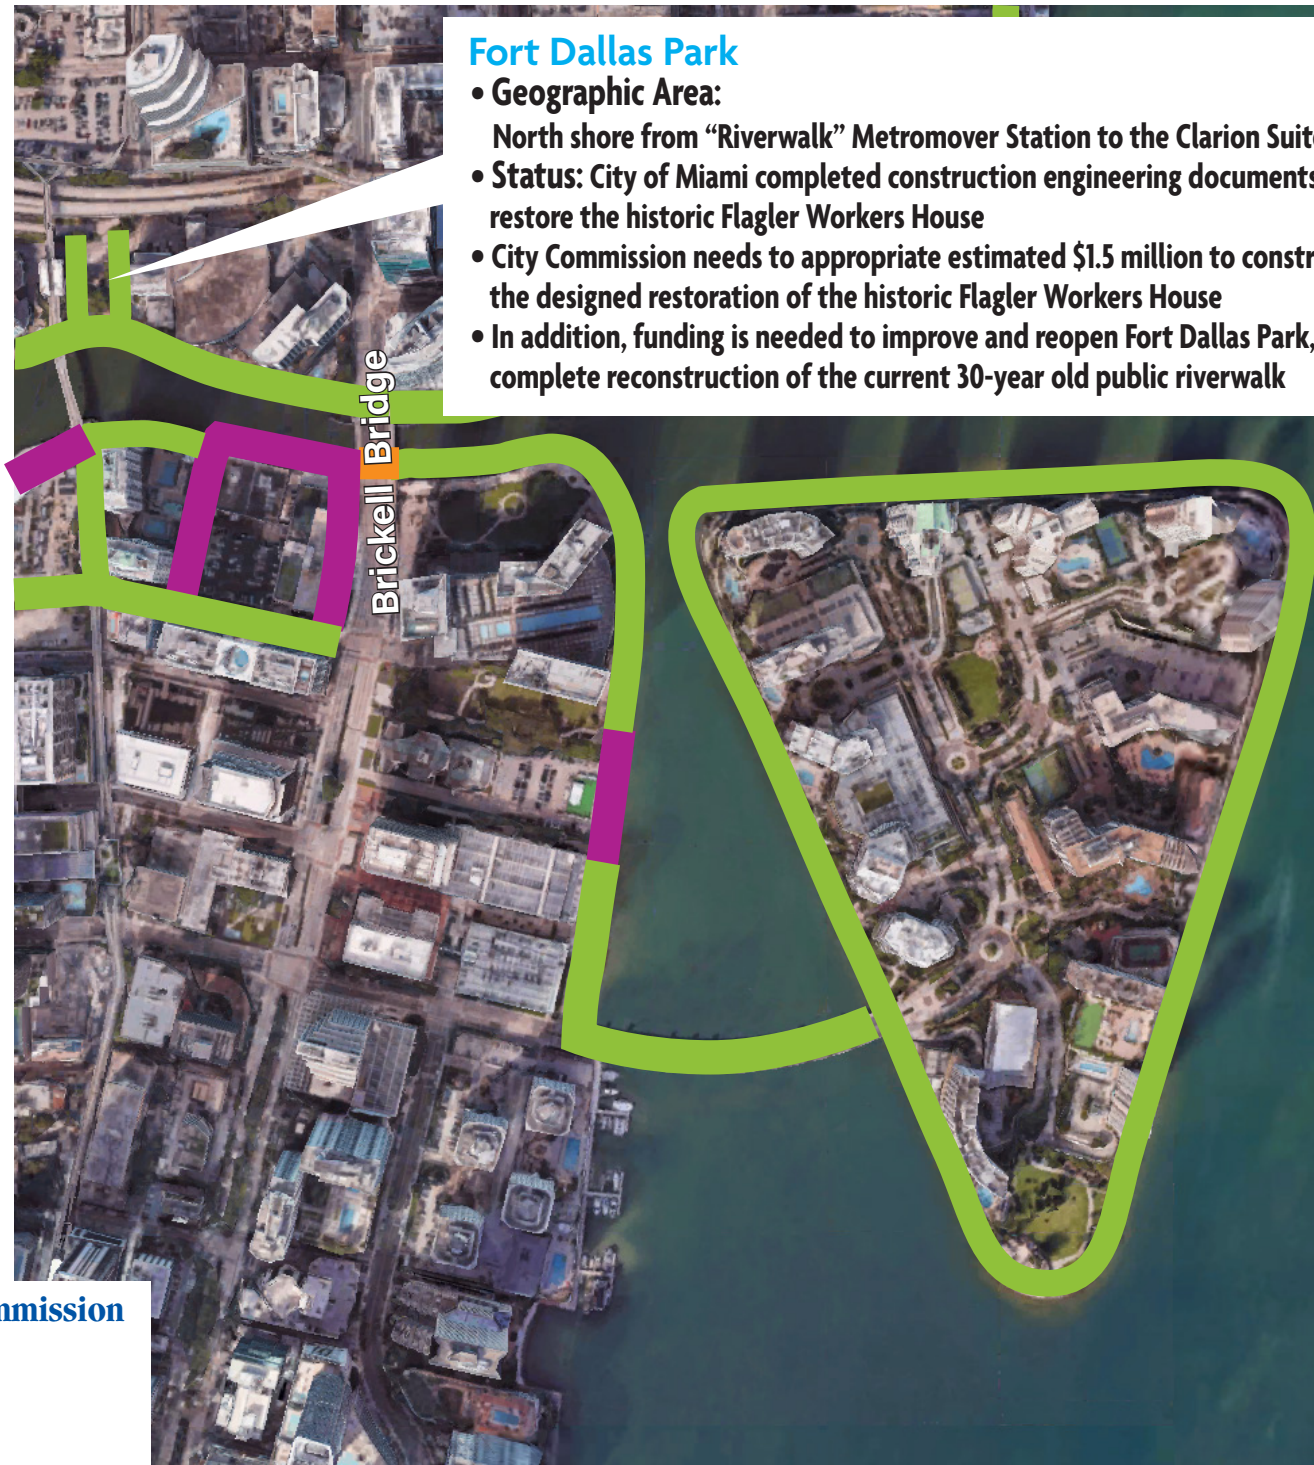 Fort Dallas Park
• Geographic Area:
North shore from “Riverwalk” Metromover Station to the Clarion Suit
• Status: City of Miami completed construction engineering documents
restore the historic Flagler Workers House
• City Commission needs to appropriate estimated $1.5 million to constr
the designed restoration of the historic Flagler Workers House
• In addition, funding is needed to improve and reopen Fort Dallas Park,
complete reconstruction of the current 30-year old public riverwalk
Brickell Bridge
mmission